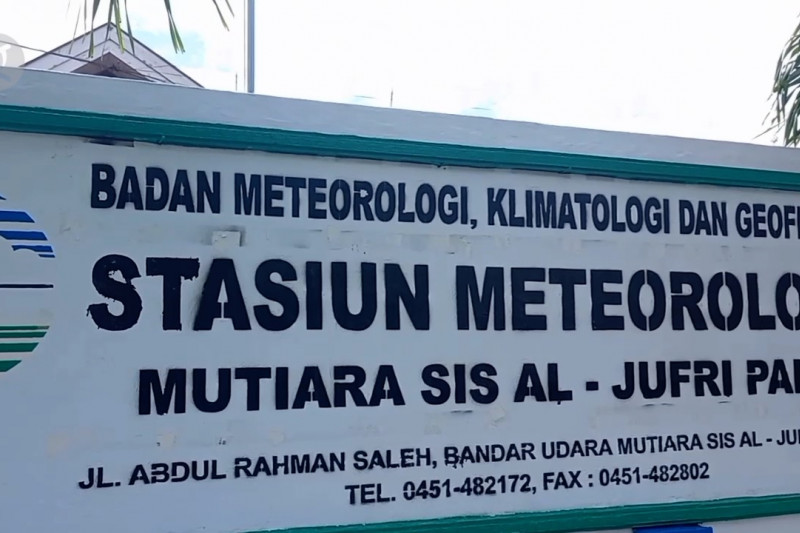 BADAN METEOROLOGI, KLIMATOLOGI DAN GEOF
STASIUN METEOROLO
MUTIARA SIS AL - JUFRI PA
JL. ABDUL RAHMAN SALEH, BANDAR UDARA MUTIARA SIS AL - JU
TEL. 0451-482172, FAX : 0451-482802